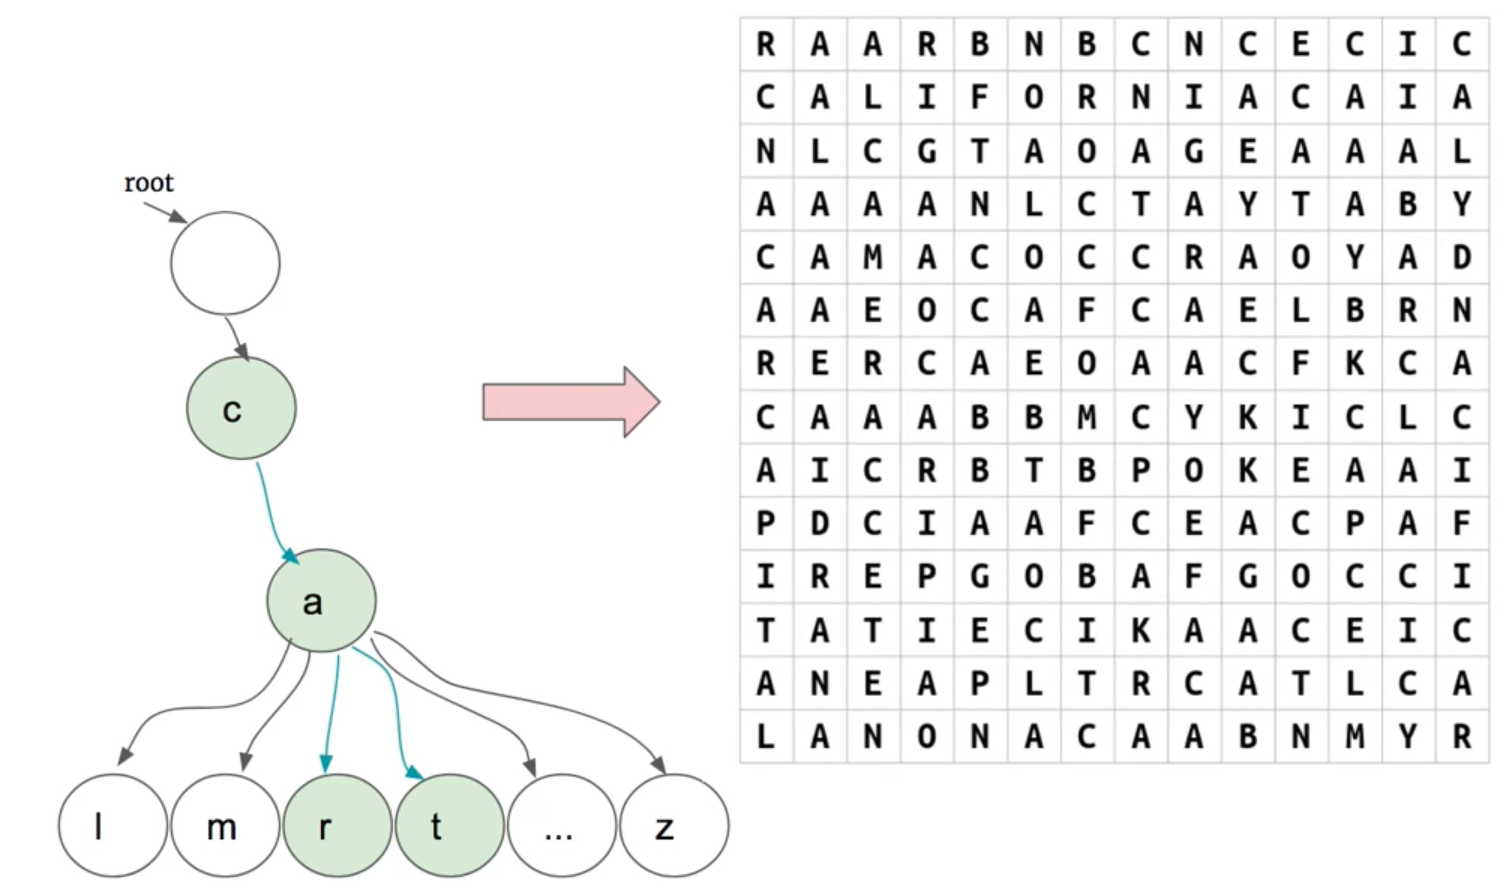 root
c
a
l
m
r
t
...
z
R A A R B N B C N C E C I C
C A L I F O R N I A C A I A
N L C G T A O A G E A A A L
A A A A N L C T A Y T A B Y
C A M A C O C C R A O Y A D
A A E O C A F C A E L B R N
R E R C A E O A A C F K C A
C A A A B B M C Y K I C L C
A I C R B T B P O K E A A I
P D C I A A F C E A C P A F
I R E P G O B A F G O C C I
T A T I E C I K A A C E I C
A N E A P L T R C A T L C A
L A N O N A C A A B N M Y R